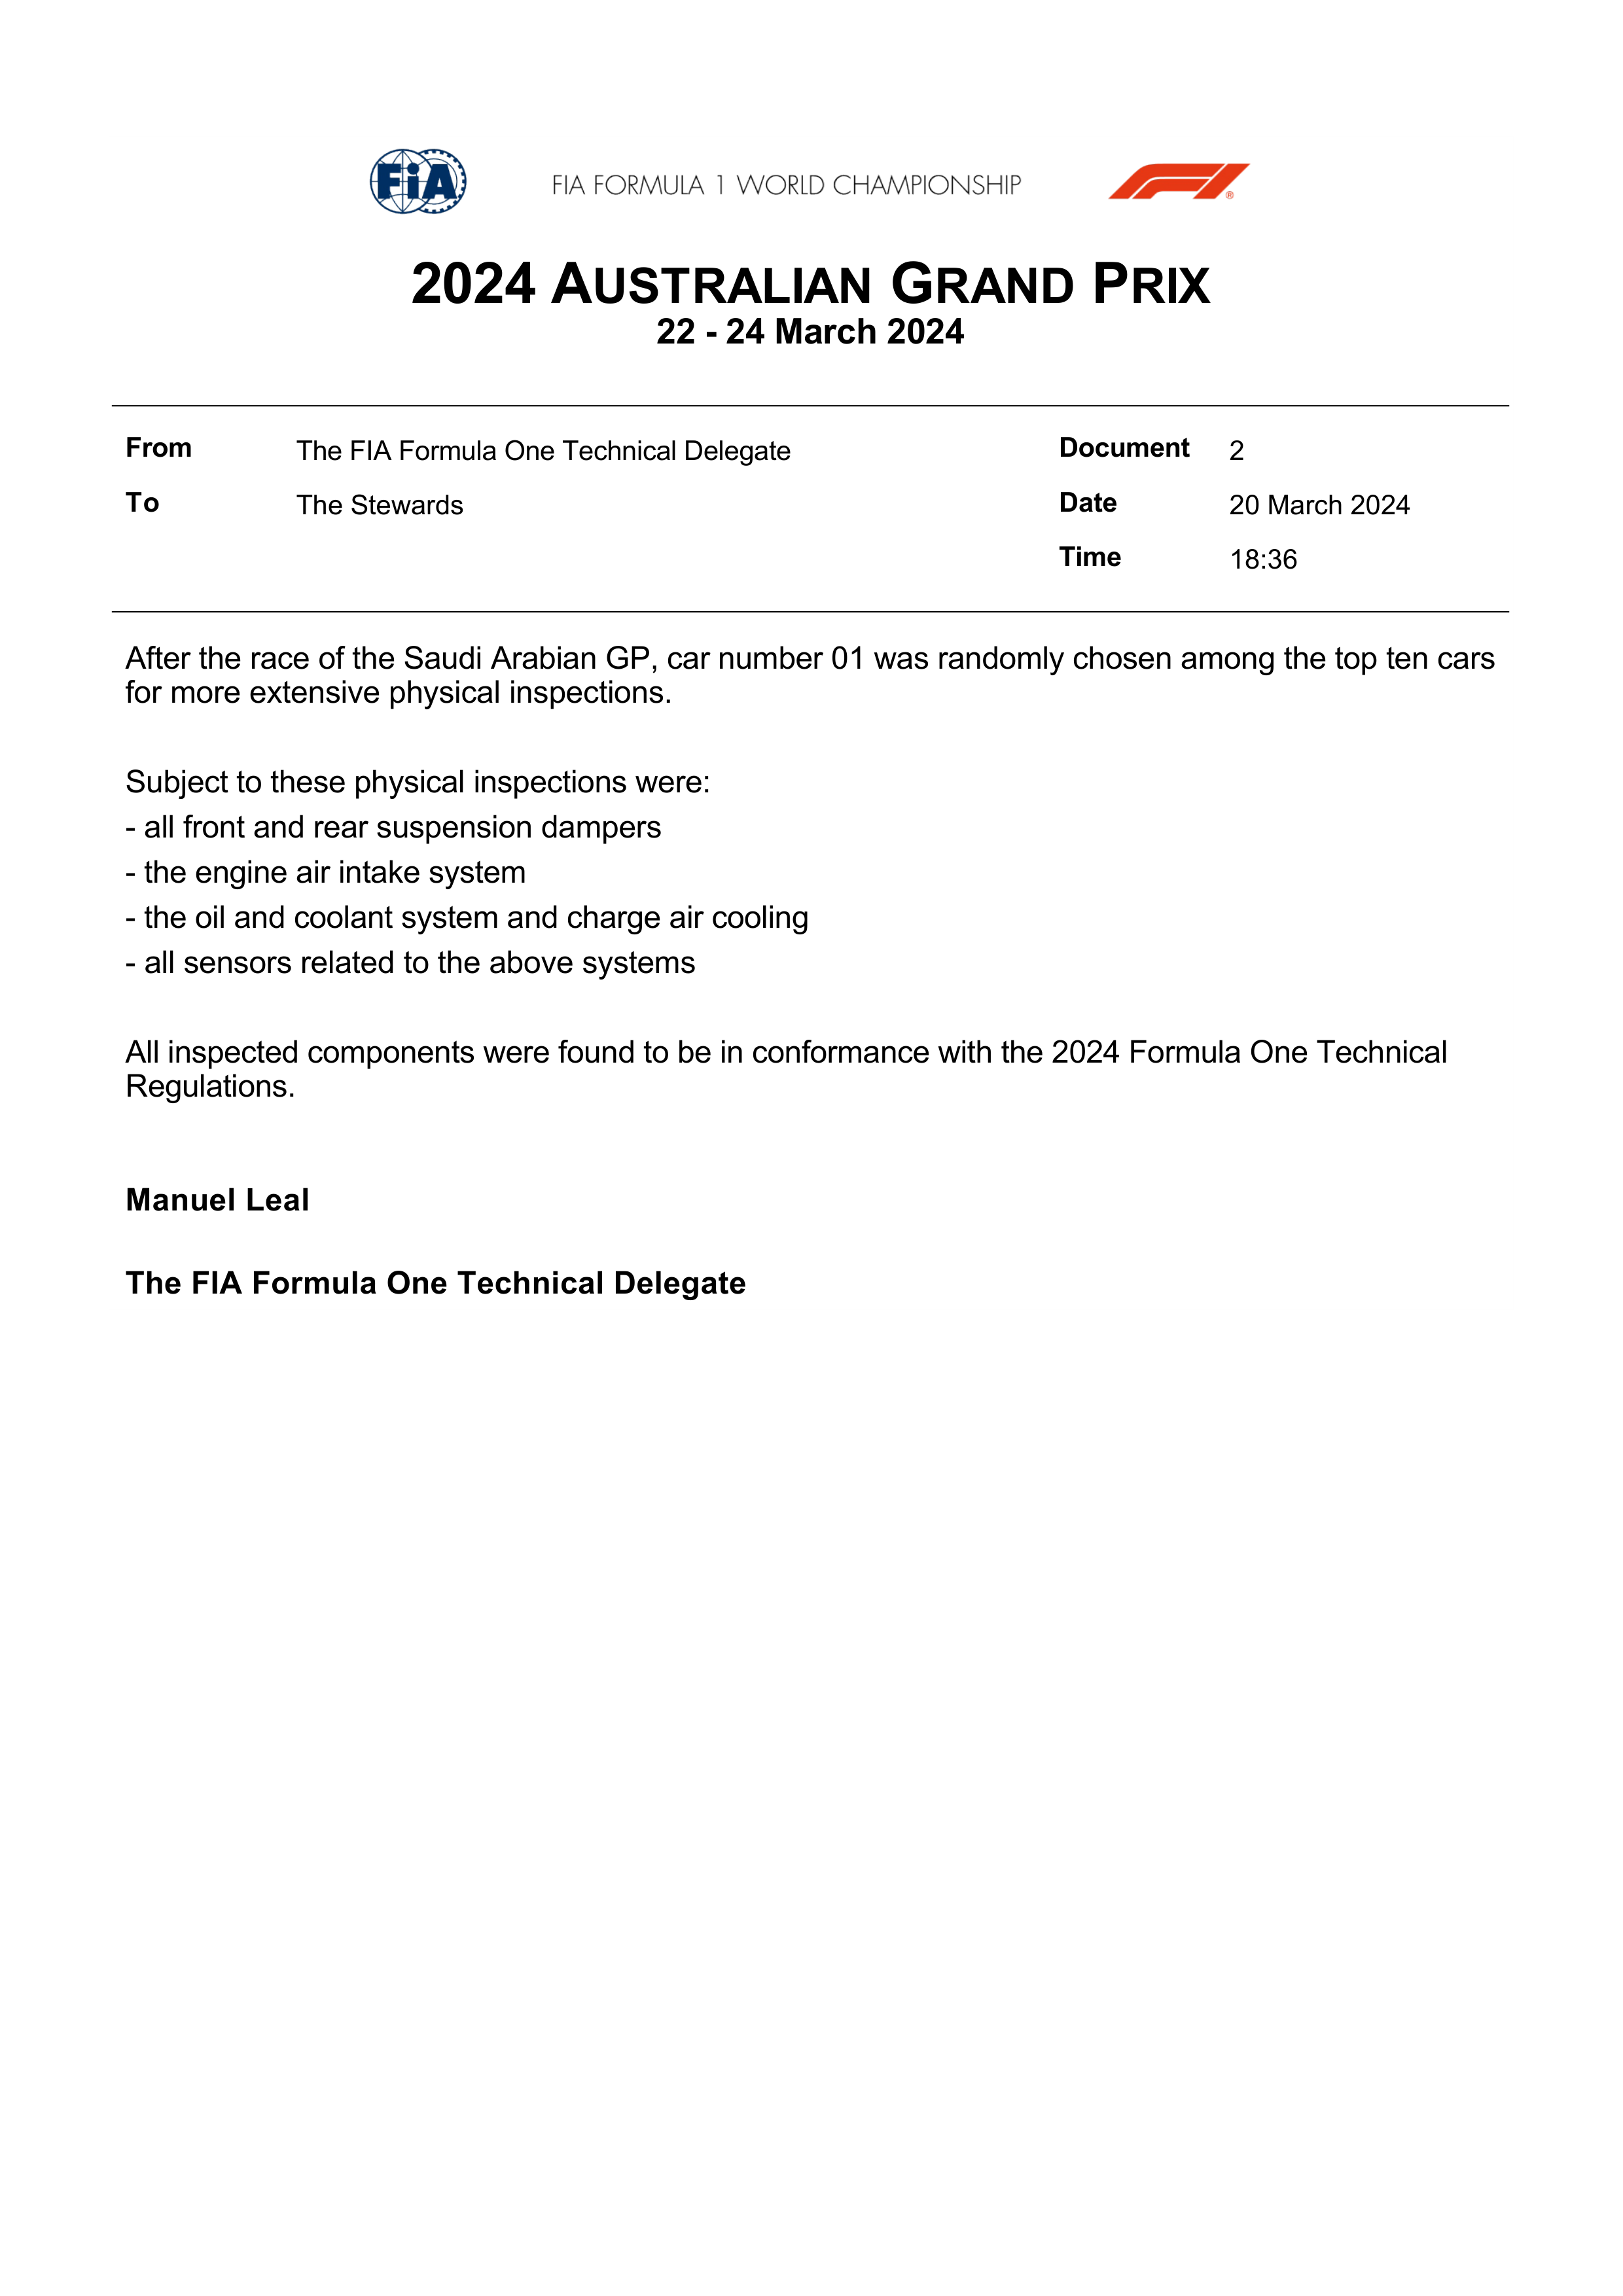 FiA
FIA FORMULA 1 WORLD CHAMPIONSHIP
F1®
2024 AUSTRALIAN GRAND PRIX
22 - 24 March 2024
From The FIA Formula One Technical Delegate Document 2
To The Stewards Date 20 March 2024
Time 18:36
After the race of the Saudi Arabian GP, car number 01 was randomly chosen among the top ten cars
for more extensive physical inspections.
Subject to these physical inspections were:
- all front and rear suspension dampers
- the engine air intake system
- the oil and coolant system and charge air cooling
- all sensors related to the above systems
All inspected components were found to be in conformance with the 2024 Formula One Technical
Regulations.
Manuel Leal
The FIA Formula One Technical Delegate